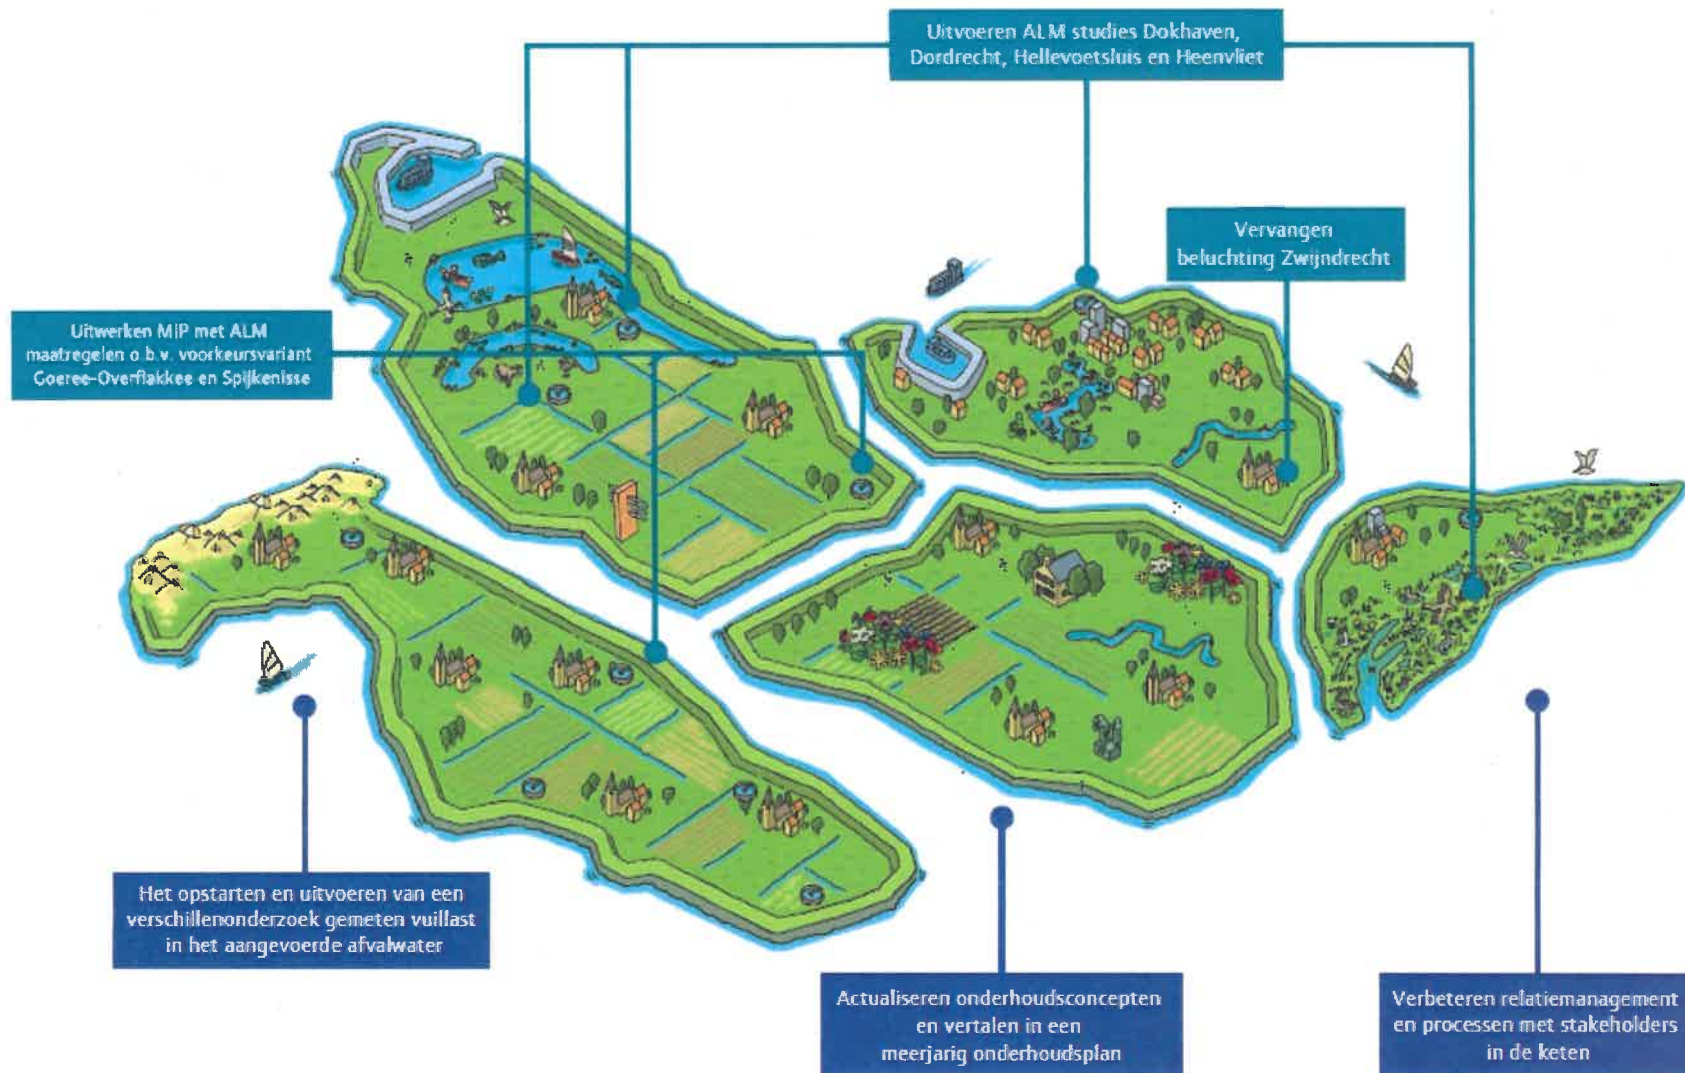 Uitvoeren ALM studies Dokhaven,
Dordrecht, Hellevoetsluis en Heenvliet
Vervangen
beluchting Zwijndrecht
Uitwerken MIP met ALM
maatregelen o.b.v. voorkeursvariant
Goeree-Overflakkee en Spijkenisse
Het opstarten en uitvoeren van een
verschillenonderzoek gemeten vuillast
in het aangevoerde afvalwater
Actualiseren onderhoudsconcepten
en vertalen in een
meerjarig onderhoudsplan
Verbeteren relatiemanagement
en processen met stakeholders
in de keten